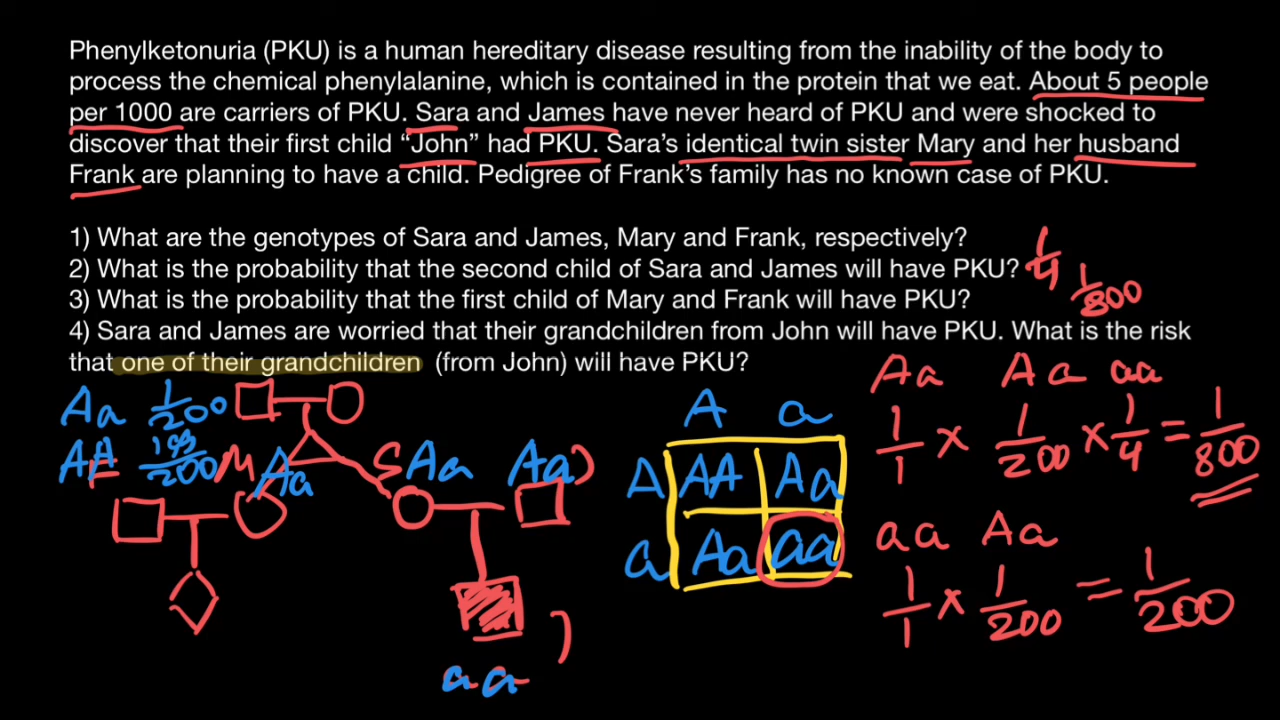 Phenylketonuria (PKU) is a human hereditary disease resulting from the inability of the body to
process the chemical phenylalanine, which is contained in the protein that we eat. About 5 people
per 1000 are carriers of PKU. Sara and James have never heard of PKU and were shocked to
discover that their first child “John” had PKU. Sara’s identical twin sister Mary and her husband
Frank are planning to have a child. Pedigree of Frank’s family has no known case of PKU.
1) What are the genotypes of Sara and James, Mary and Frank, respectively?
2) What is the probability that the second child of Sara and James will have PKU? 1/4
3) What is the probability that the first child of Mary and Frank will have PKU? 1/800
4) Sara and James are worried that their grandchildren from John will have PKU. What is the risk
that one of their grandchildren (from John) will have PKU?
Aa 1/200
AA 199/200
M Aa S Aa Aa J
J
aa
A a
A AA Aa
a Aa aa
Aa Aa aa
1/1 × 1/200 × 1/4 = 1/800
aa Aa
1/1 × 1/200 = 1/200